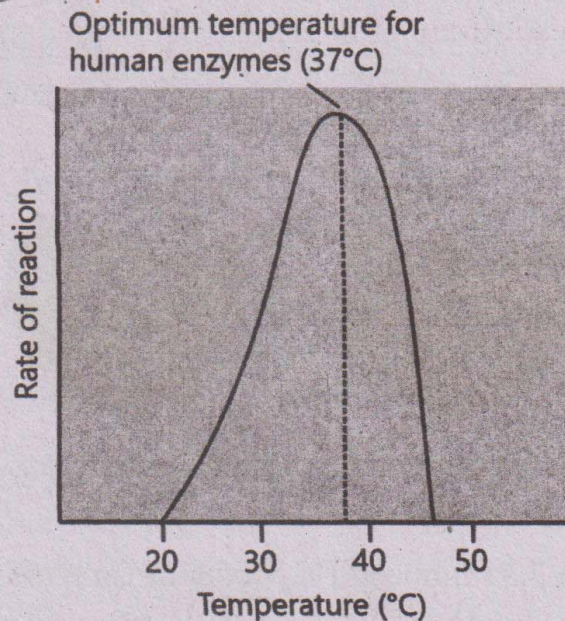 Optimum temperature for
human enzymes (37°C)
Rate of reaction
20 30 40 50
Temperature (°C)